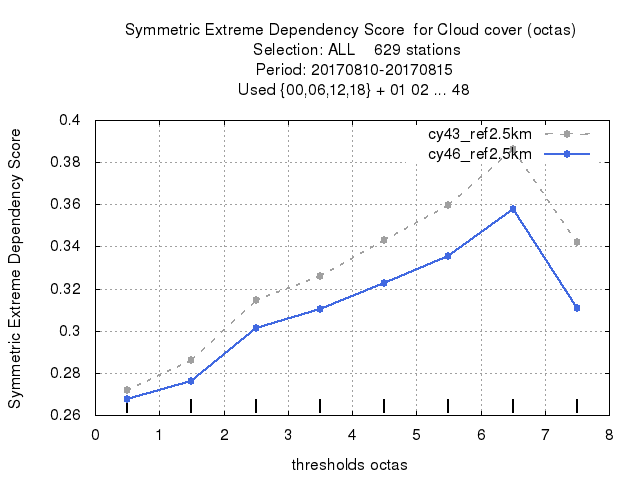 Symmetric Extreme Dependency Score  for Cloud cover (octas)
Selection: ALL    629 stations
Period: 20170810-20170815
Used {00,06,12,18} + 01 02 ... 48
Symmetric Extreme Dependency Score
0.4
0.38
0.36
0.34
0.32
0.3
0.28
0.26
cy43_ref2.5km
cy46_ref2.5km
0 1 2 3 4 5 6 7 8
thresholds octas